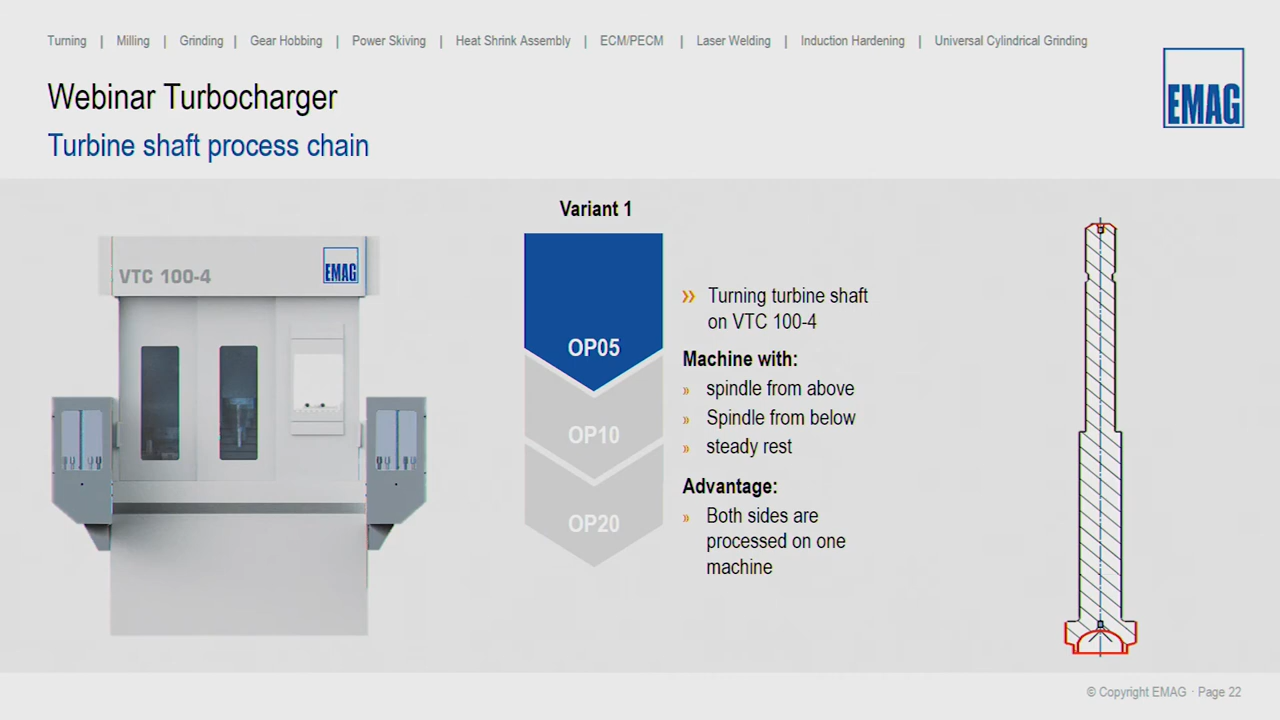 Turning | Milling | Grinding | Gear Hobbing | Power Skiving | Heat Shrink Assembly | ECM/PECM | Laser Welding | Induction Hardening | Universal Cylindrical Grinding
EMAG
Webinar Turbocharger
Turbine shaft process chain
VTC 100-4
EMAG
Variant 1
OP05
OP10
OP20
» Turning turbine shaft
on VTC 100-4
Machine with:
» spindle from above
» Spindle from below
» steady rest
Advantage:
» Both sides are
processed on one
machine
© Copyright EMAG · Page 22